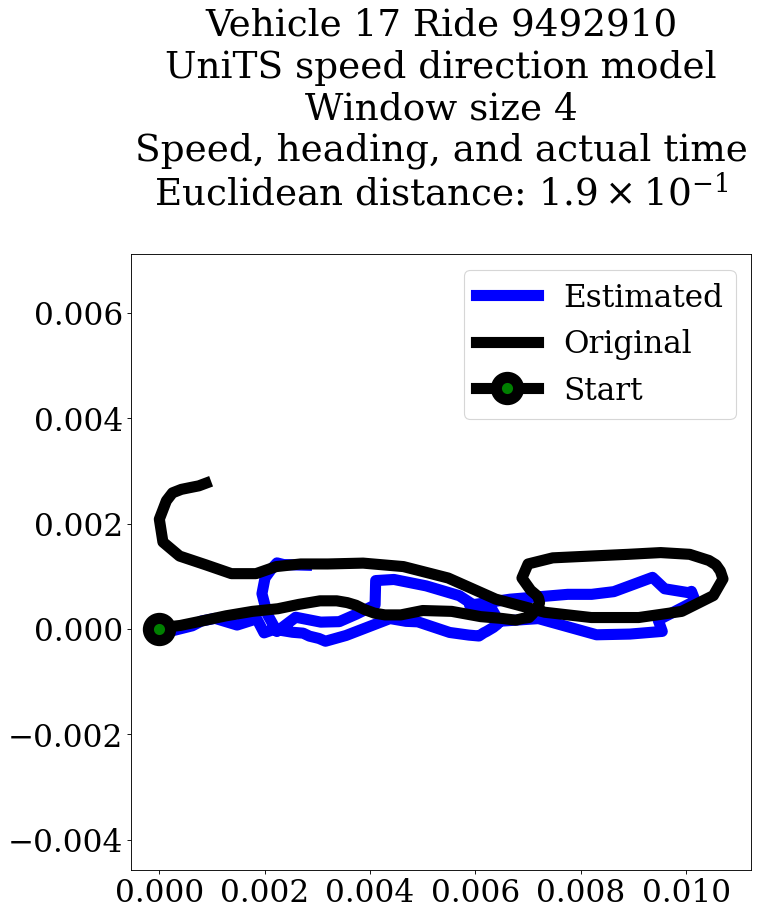 Vehicle 17 Ride 9492910
UniTS speed direction model
Window size 4
Speed, heading, and actual time
Euclidean distance: 1.9 × 10⁻¹
Estimated
Original
Start
0.006
0.004
0.002
0.000
−0.002
−0.004
0.000 0.002 0.004 0.006 0.008 0.010